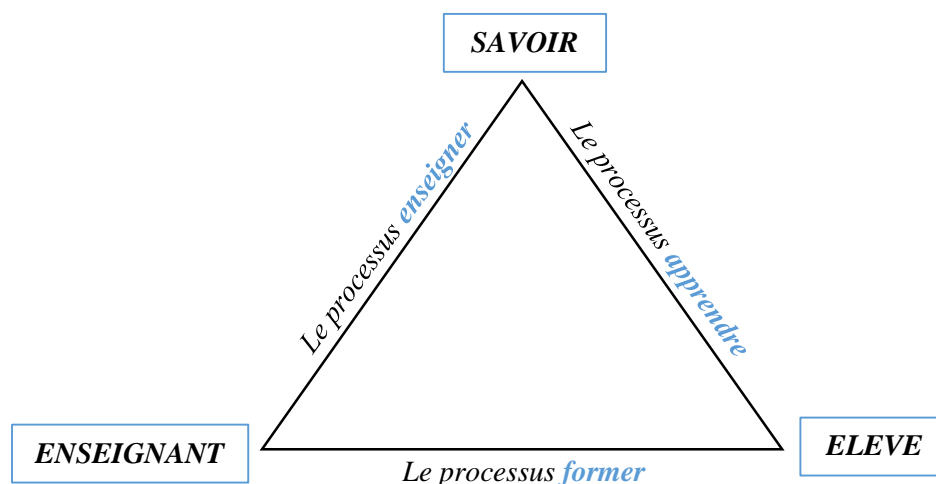 SAVOIR
Le processus enseigner
Le processus apprendre
ENSEIGNANT
ELEVE
Le processus former